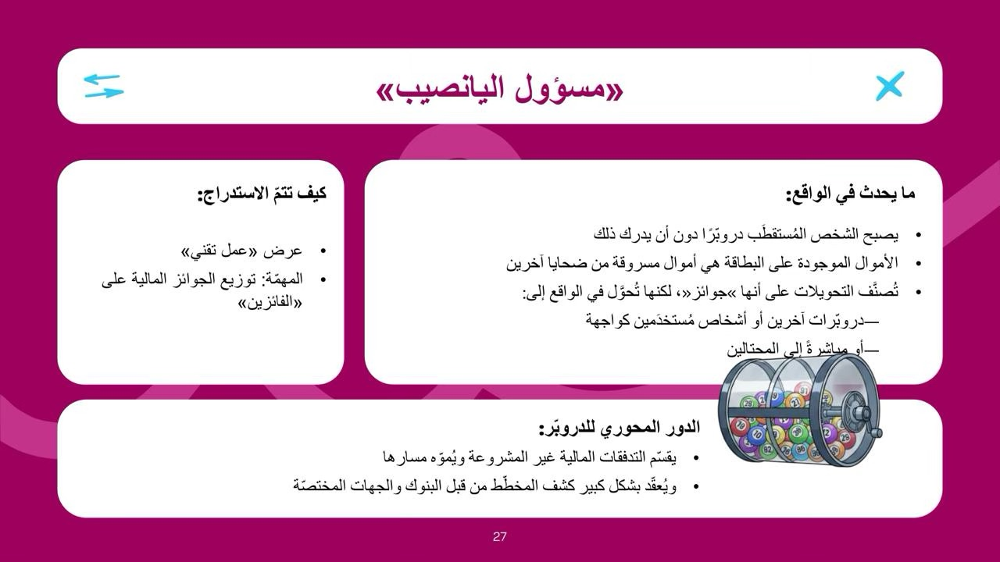 «مسؤول اليانصيب»
ما يحدث في الواقع:
• يصبح الشخص المُستقطَب دروبّرًا دون أن يدرك ذلك
• الأموال الموجودة على البطاقة هي أموال مسروقة من ضحايا آخرين
• تُصنَّف التحويلات على أنها »جوائز«، لكنها تُحوَّل في الواقع إلى:
—دروبّرات آخرين أو أشخاص مُستخدَمين كواجهة
—أو مباشرةً إلى المحتالين
كيف تتمّ الاستدراج:
• عرض «عمل تقني»
• المهمّة: توزيع الجوائز المالية على
«الفائزين»
الدور المحوري للدروبّر:
• يقسّم التدفقات المالية غير المشروعة ويُموّه مسارها
• ويُعقّد بشكل كبير كشف المخطّط من قبل البنوك والجهات المختصّة
27